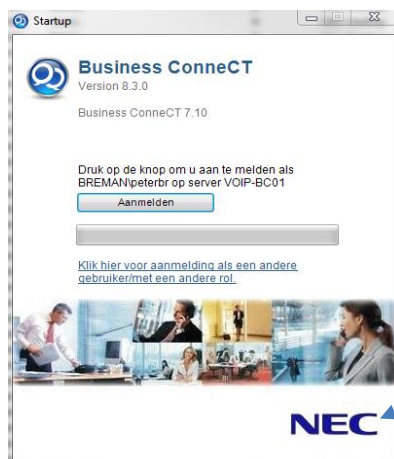 Startup
Business ConneCT
Version 8.3.0
Business ConneCT 7.10
Druk op de knop om u aan te melden als
BREMAN\peterbr op server VOIP-BC01
Aanmelden
Klik hier voor aanmelding als een andere
gebruiker/met een andere rol.
NEC